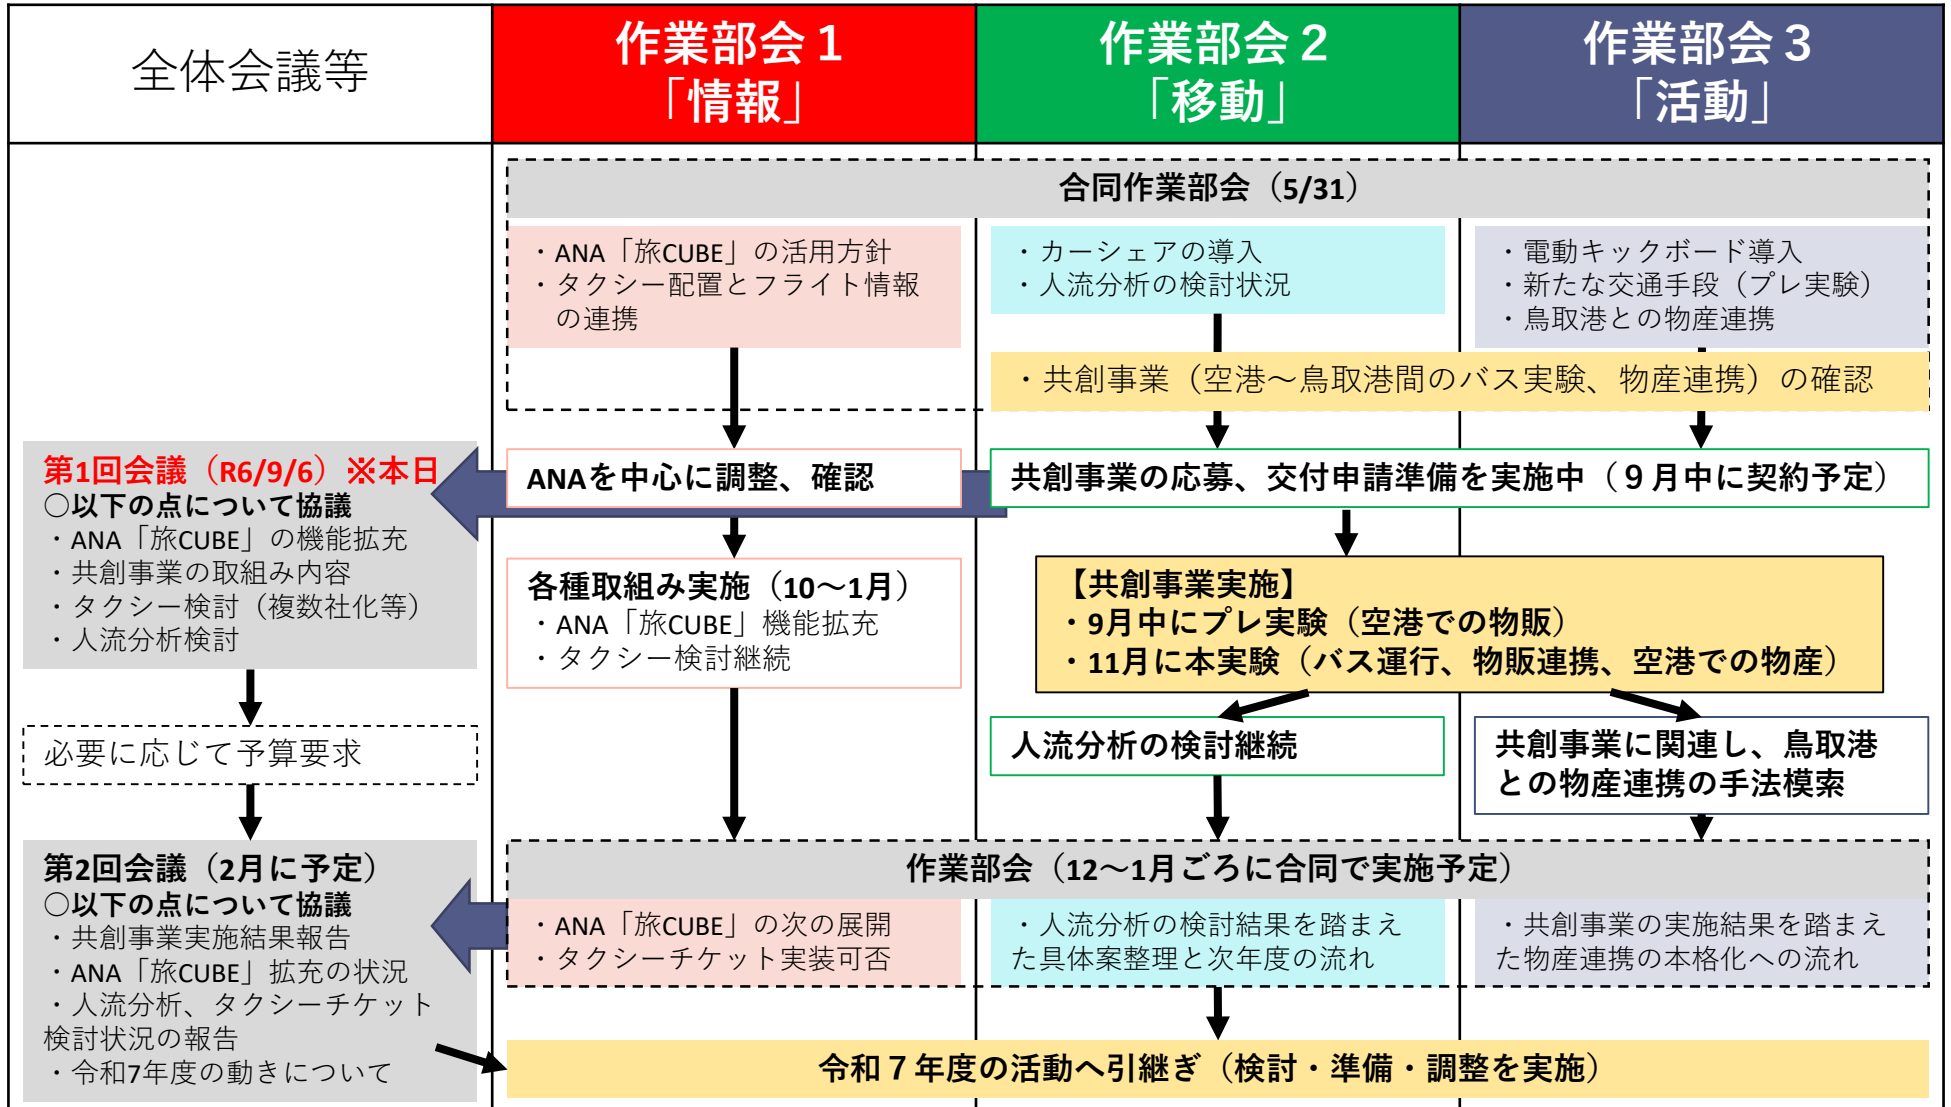 全体会議等
作業部会１
「情報」
作業部会２
「移動」
作業部会３
「活動」
合同作業部会（5/31）
・ANA「旅CUBE」の活用方針
・タクシー配置とフライト情報
の連携
・カーシェアの導入
・人流分析の検討状況
・電動キックボード導入
・新たな交通手段（プレ実験）
・鳥取港との物産連携
・共創事業（空港～鳥取港間のバス実験、物産連携）の確認
第1回会議（R6/9/6）※本日
○以下の点について協議
・ANA「旅CUBE」の機能拡充
・共創事業の取組み内容
・タクシー検討（複数社化等）
・人流分析検討
ANAを中心に調整、確認
共創事業の応募、交付申請準備を実施中（９月中に契約予定）
各種取組み実施（10～1月）
・ANA「旅CUBE」機能拡充
・タクシー検討継続
【共創事業実施】
・9月中にプレ実験（空港での物販）
・11月に本実験（バス運行、物販連携、空港での物産）
必要に応じて予算要求
人流分析の検討継続
共創事業に関連し、鳥取港
との物産連携の手法模索
第2回会議（2月に予定）
○以下の点について協議
・共創事業実施結果報告
・ANA「旅CUBE」拡充の状況
・人流分析、タクシーチケット
検討状況の報告
・令和7年度の動きについて
作業部会（12～1月ごろに合同で実施予定）
・ANA「旅CUBE」の次の展開
・タクシーチケット実装可否
・人流分析の検討結果を踏まえ
た具体案整理と次年度の流れ
・共創事業の実施結果を踏まえ
た物産連携の本格化への流れ
令和７年度の活動へ引継ぎ（検討・準備・調整を実施）